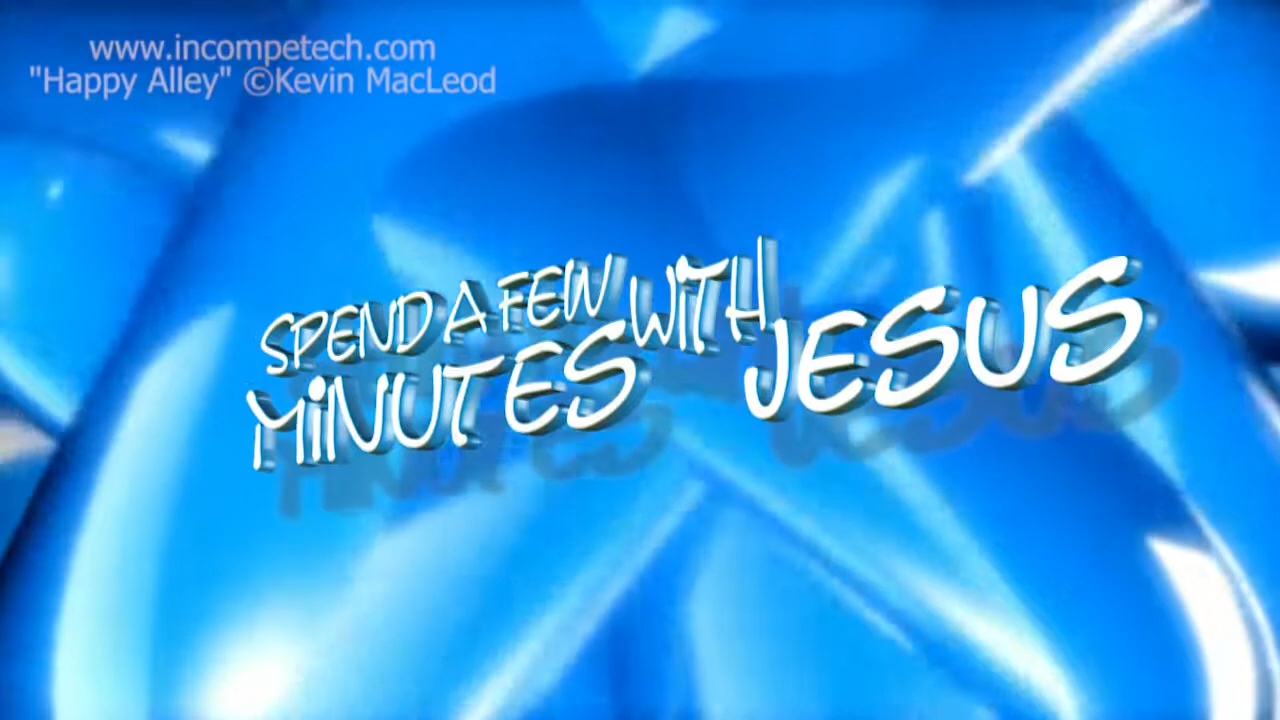 www.incompetech.com
"Happy Alley" ©Kevin MacLeod
SPEND A FEW
MiNUTES WiTH
JESUS